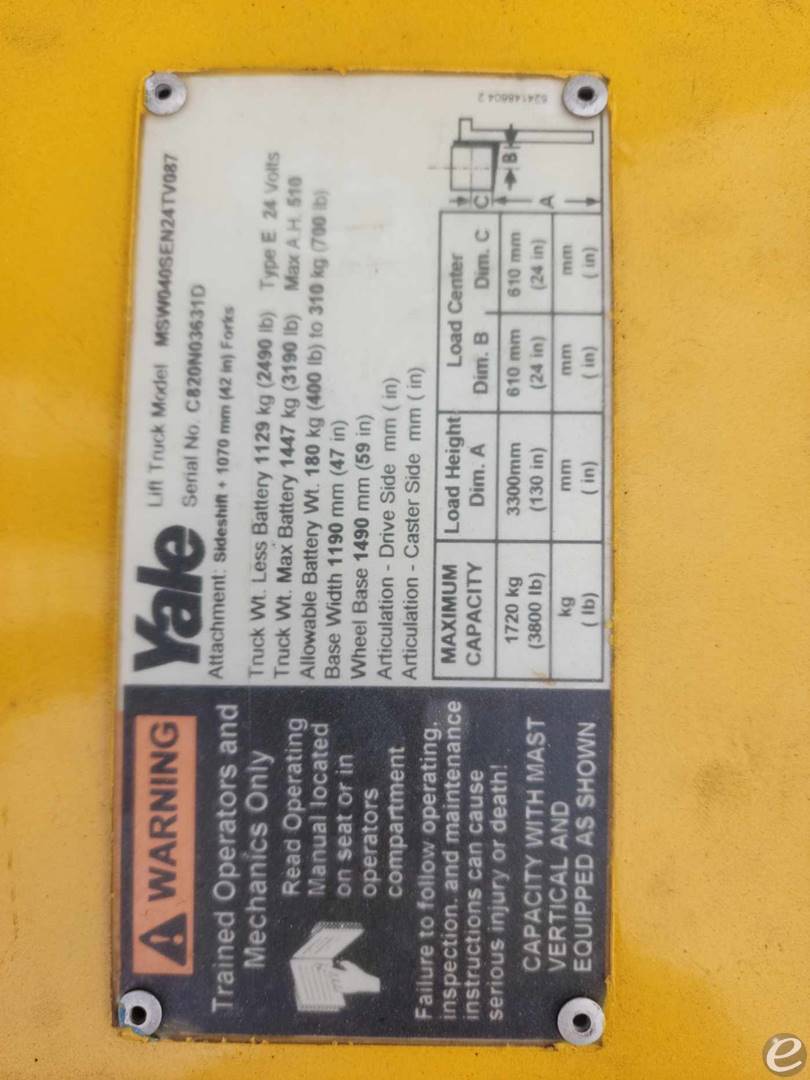 WARNING
Trained Operators and
Mechanics Only
Read Operating
Manual located
on seat or in
operators
compartment
Failure to follow operating,
inspection, and maintenance
instructions can cause
serious injury or death!
CAPACITY WITH MAST
VERTICAL AND
EQUIPPED AS SHOWN
Yale
Lift Truck Model MSW040SEN24TV087
Serial No. C820N03631D
Attachment: Sideshift + 1070 mm (42 in) Forks
Truck Wt. Less Battery 1129 kg (2490 lb) Type E 24 Volts
Truck Wt. Max Battery 1447 kg (3190 lb) Max A.H. 510
Allowable Battery Wt. 180 kg (400 lb) to 310 kg (700 lb)
Base Width 1190 mm (47 in)
Wheel Base 1490 mm (59 in)
Articulation - Drive Side mm ( in)
Articulation - Caster Side mm ( in)
MAXIMUM CAPACITY Load Height Dim. A Load Center Dim. B Dim. C
1720 kg 3300mm 610 mm 610 mm
(3800 lb) (130 in) (24 in) (24 in)
kg mm mm mm
( lb) ( in) ( in) ( in)
C B A
524148604 2
e